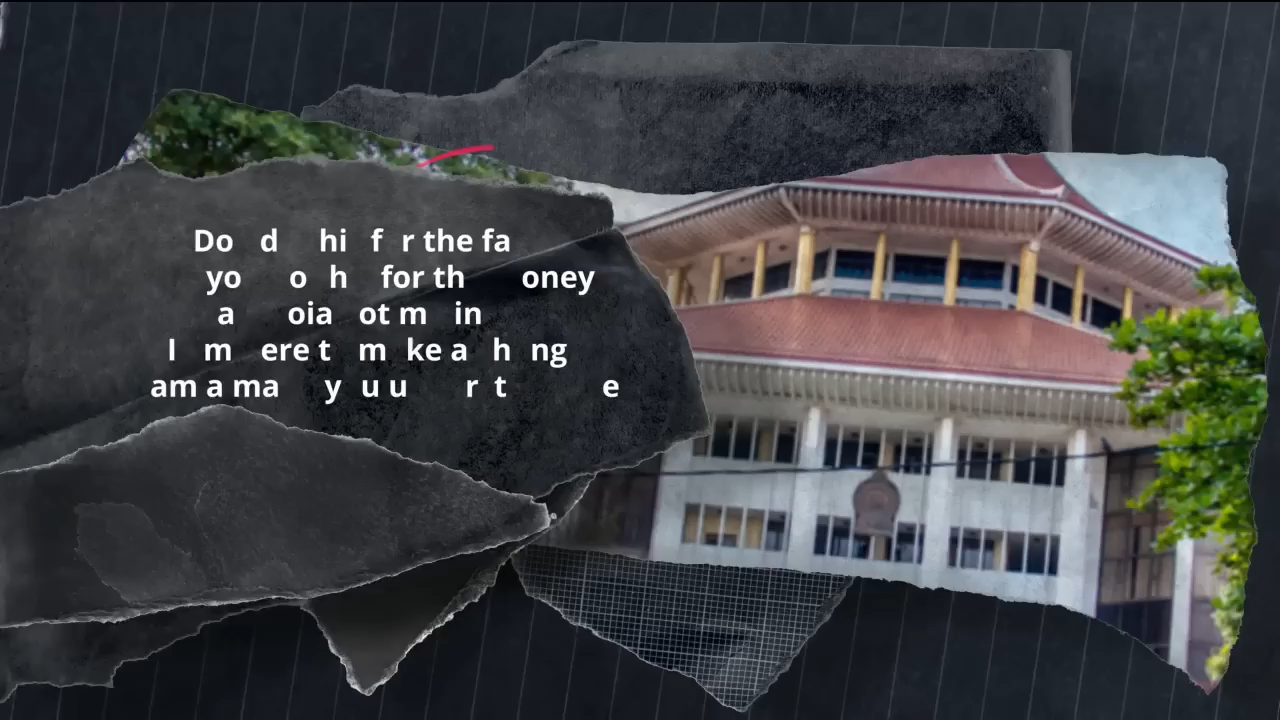 Do d hi f r the fa
yo o h for th oney
a oia ot m in
I m ere t m ke a h ng
am a ma y u u r t e